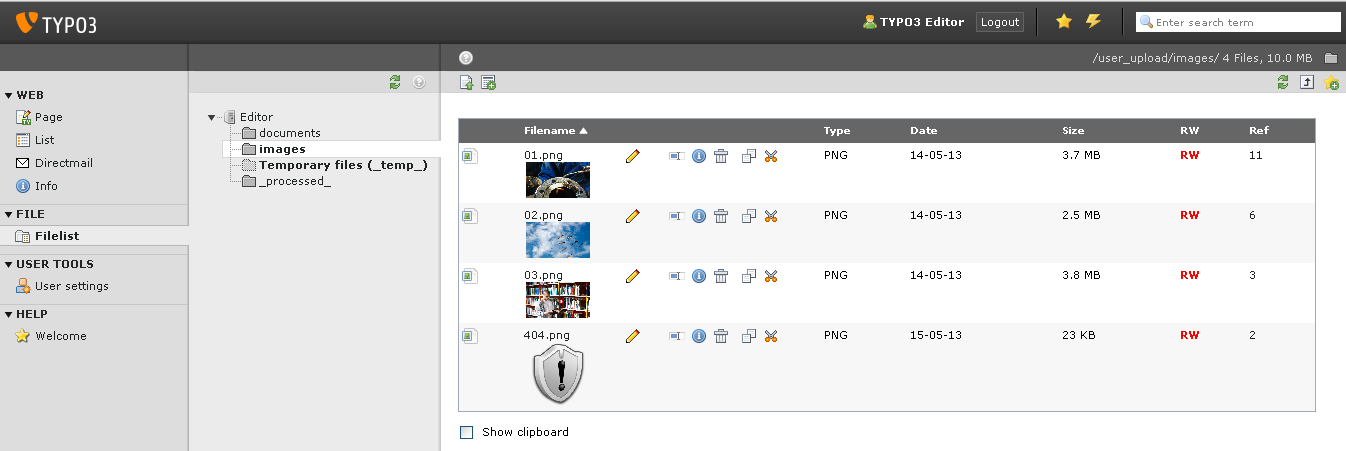 TYPO3
TYPO3 Editor Logout Enter search term
/user_upload/images/ 4 Files, 10.0 MB
WEB
Page
List
Directmail
Info
FILE
Filelist
USER TOOLS
User settings
HELP
Welcome
Editor
documents
images
Temporary files (_temp_)
_processed_
Filename Type Date Size RW Ref
01.png PNG 14-05-13 3.7 MB RW 11
02.png PNG 14-05-13 2.5 MB RW 6
03.png PNG 14-05-13 3.8 MB RW 3
404.png PNG 15-05-13 23 KB RW 2
Show clipboard